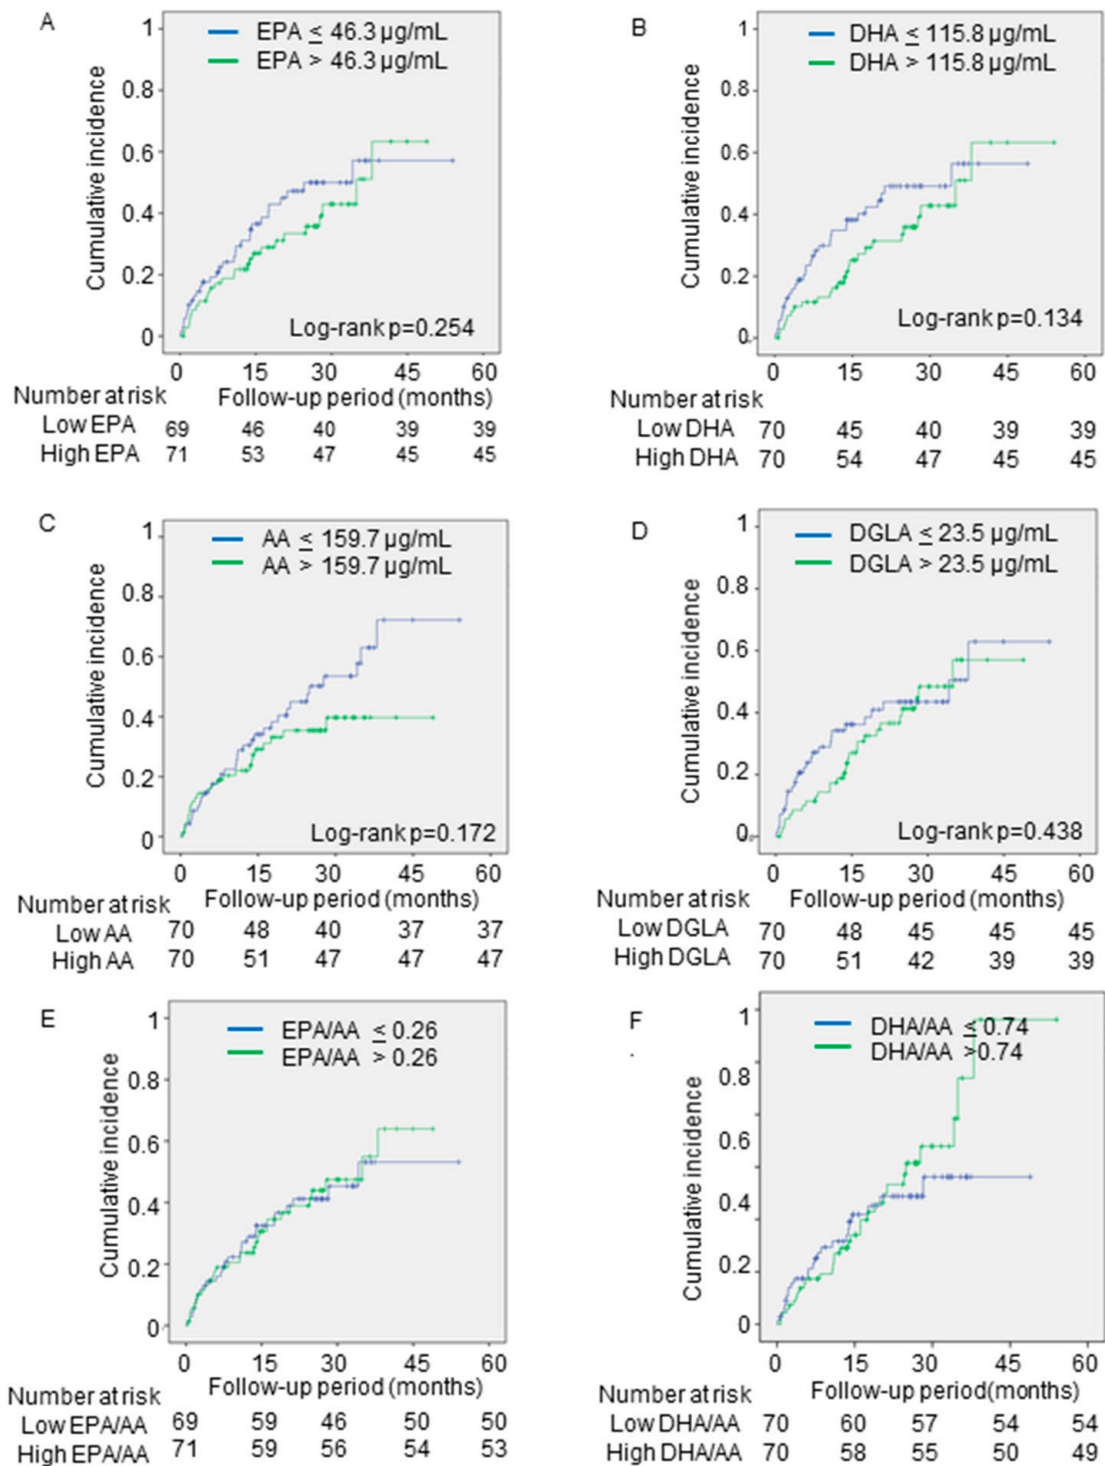 A
EPA ≤ 46.3 µg/mL
EPA > 46.3 µg/mL
Cumulative incidence
1
0.8
0.6
0.4
0.2
0
Log-rank p=0.254
0 15 30 45 60
Number at risk Follow-up period (months)
Low EPA 69 46 40 39 39
High EPA 71 53 47 45 45
B
DHA ≤ 115.8 µg/mL
DHA > 115.8 µg/mL
Cumulative incidence
1
0.8
0.6
0.4
0.2
0
Log-rank p=0.134
0 15 30 45 60
Number at risk Follow-up period (months)
Low DHA 70 45 40 39 39
High DHA 70 54 47 45 45
C
AA ≤ 159.7 µg/mL
AA > 159.7 µg/mL
Cumulative incidence
1
0.8
0.6
0.4
0.2
0
Log-rank p=0.172
0 15 30 45 60
Number at risk Follow-up period (months)
Low AA 70 48 40 37 37
High AA 70 51 47 47 47
D
DGLA ≤ 23.5 µg/mL
DGLA > 23.5 µg/mL
Cumulative incidence
1
0.8
0.6
0.4
0.2
0
Log-rank p=0.438
0 15 30 45 60
Number at risk Follow-up period (months)
Low DGLA 70 48 45 45 45
High DGLA 70 51 42 39 39
E
EPA/AA ≤ 0.26
EPA/AA > 0.26
Cumulative incidence
1
0.8
0.6
0.4
0.2
0
0 15 30 45 60
Number at risk Follow-up period (months)
Low EPA/AA 69 59 46 50 50
High EPA/AA 71 59 56 54 53
F
DHA/AA ≤ 0.74
DHA/AA >0.74
Cumulative incidence
1
0.8
0.6
0.4
0.2
0
0 15 30 45 60
Number at risk Follow-up period(months)
Low DHA/AA 70 60 57 54 54
High DHA/AA 70 58 55 50 49